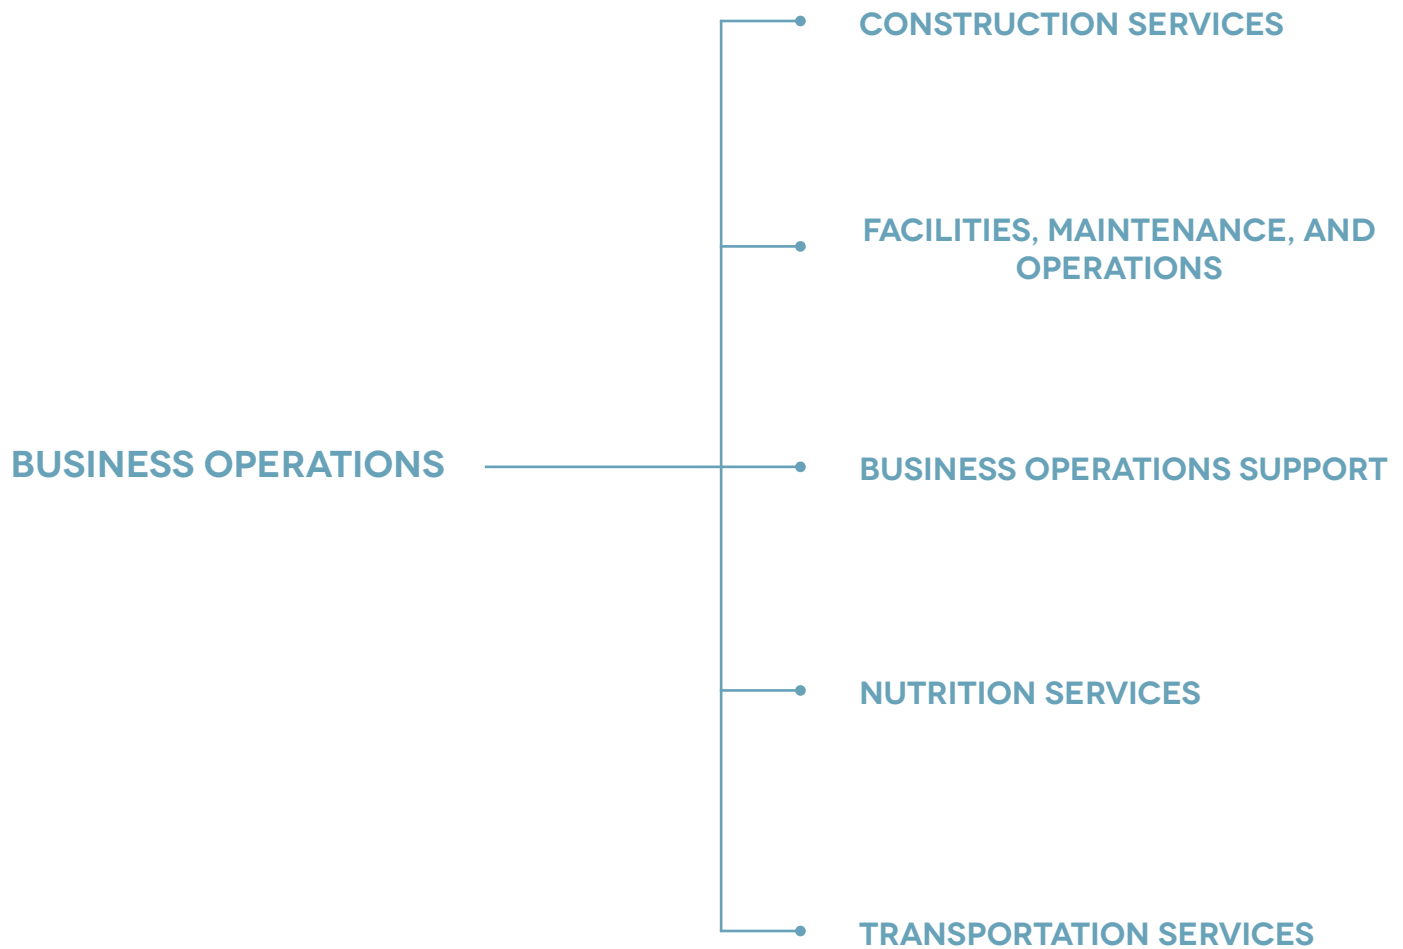 CONSTRUCTION SERVICES
FACILITIES, MAINTENANCE, AND
OPERATIONS
BUSINESS OPERATIONS
BUSINESS OPERATIONS SUPPORT
NUTRITION SERVICES
TRANSPORTATION SERVICES